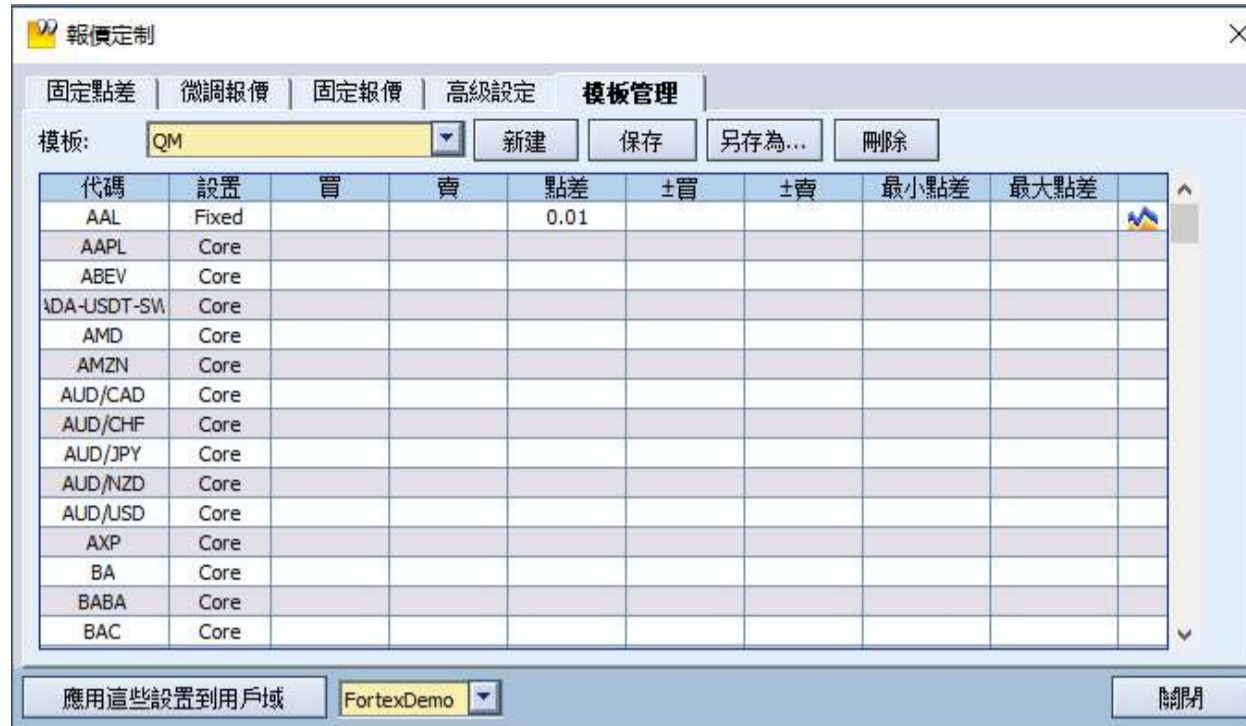 報價定制
固定點差 微調報價 固定報價 高級設定 模板管理
模板: QM 新建 保存 另存為... 刪除
代碼 設置 買 賣 點差 ±買 ±賣 最小點差 最大點差
AAL Fixed 0.01
AAPL Core
ABEV Core
ADA-USDT-SW Core
AMD Core
AMZN Core
AUD/CAD Core
AUD/CHF Core
AUD/JPY Core
AUD/NZD Core
AUD/USD Core
AXP Core
BA Core
BABA Core
BAC Core
應用這些設置到用戶域 FortexDemo 關閉